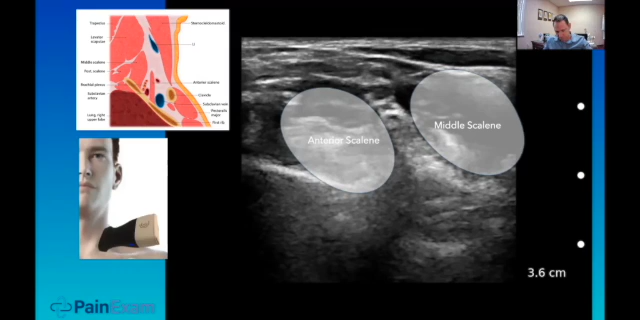 Trapezius
Sternocleidomastoid
Levator
scapulae
C5
Middle scalene
Post. scalene
Brachial plexus
Anterior scalene
Subclavian
artery
Clavicle
Subclavian vein
Lung, right
upper lobe
Pectoralis
major
First rib
Anterior Scalene
Middle Scalene
3.6 cm
PainExam